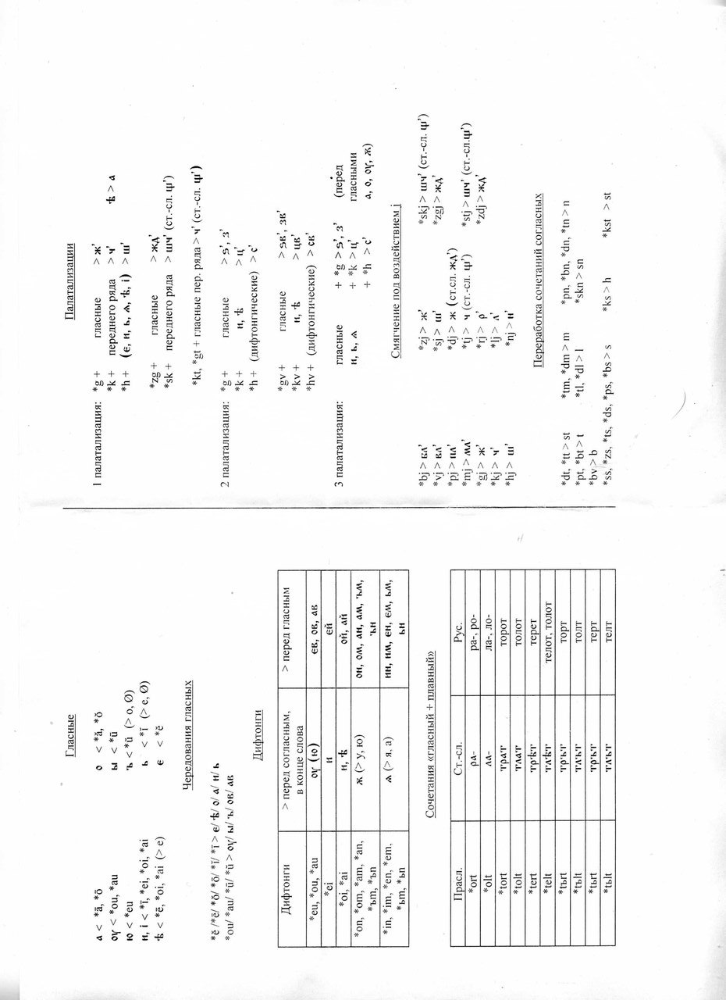 Гласные
ѧ < *ā, *ō
о < *ă, *ŏ
оу < *ou, *au
ы < *ū
ю < *eu
ъ < *ŭ (> о, Ø)
и, і < *ī, *ei, *oi, *ai
ь < *ĭ (> е, Ø)
ѣ < *ē, *oi, *ai (> е)
є < *ĕ
Чередования гласных
*ĕ /*ē/ *ŏ/ *ō/ *ĭ/ *ī > є/ ѣ/ о/ а/ и/ ь
*ou/ *au/ *ŭ/ *ū > оу/ ы/ ъ/ ов/ ав
Дифтонги
Дифтонги | > перед согласным, в конце слова | > перед гласным
*eu, *ou, *au | оу (ю) | єв, ов, ав
*ei | и | єй
*oi, *ai | и, ѣ | ой, ай
*on, *om, *am, *an, *ъm, *ъn | ѫ (> у, ю) | он, ом, ан, ам, ъм, ън
*in, *im, *en, *em, *ьm, *ьn | ѧ (> я, а) | ин, им, єн, єм, ьм, ьн
Сочетания «гласный + плавный»
Прасл. | Ст.-сл. | Рус.
*ort | ра- | ра-, ро-
*olt | ла- | ла-, ло-
*tort | трат | торот
*tolt | тлат | толот
*tert | трѣт | терет
*telt | тлѣт | телот, толот
*tъrt | трът | торт
*tъlt | тлът | толт
*tьrt | трът | терт
*tьlt | тлът | телт
Палатализации
1 палатализация: *g + гласные > ж'
*k + переднего ряда > ч' ѣ > а
*h + (є, и, ь, ѧ, ѣ, і) > ш'
*zg + гласные > жд'
*sk + переднего ряда > шч' (ст.-сл. щ')
*kt, *gt + гласные пер. ряда > ч' (ст.-сл. щ')
2 палатализация: *g + гласные > ѕ', з'
*k + и, ѣ > ц'
*h + (дифтонгические) > с'
*gv + гласные > ѕв', зв'
*kv + и, ѣ > цв'
*hv + (дифтонгические) > св'
3 палатализация: гласные + *g > ѕ', з' (перед
и, ь, ѧ + *k > ц' гласными
+ *h > с' а, о, оу, ѫ)
Смягчение под воздействием j
*bj > бл' *zj > ж' *skj > шч' (ст.-сл. щ')
*vj > вл' *sj > ш' *zgj > жд'
*pj > пл' *dj > ж (ст.сл. жд')
*mj > мл' *tj > ч (ст.-сл. щ') *stj > шч' (ст.-сл.щ')
*gj > ж' *rj > р' *zdj > жд'
*kj > ч' *lj > л'
*hj > ш' *nj > н'
Переработка сочетаний согласных
*dt, *tt > st *tm, *dm > m *pn, *bn, *dn, *tn > n
*pt, *bt > t *tl, *dl > l *skn > sn
*bv > b
*ss, *zs, *ts, *ds, *ps, *bs > s *ks > h *kst > st